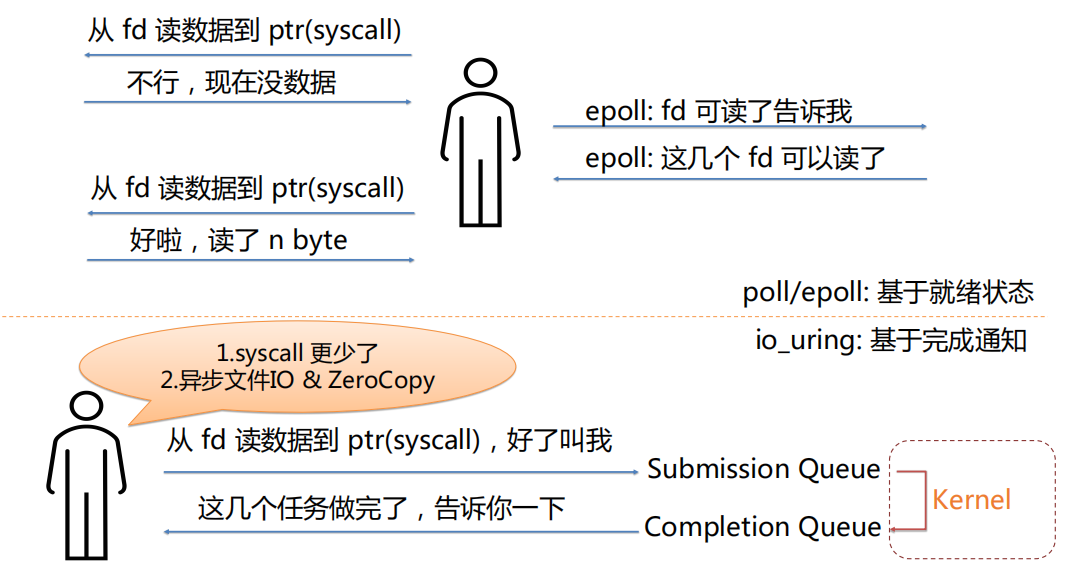 从 fd 读数据到 ptr(syscall)
不行，现在没数据
epoll: fd 可读了告诉我
epoll: 这几个 fd 可以读了
从 fd 读数据到 ptr(syscall)
好啦，读了 n byte
poll/epoll: 基于就绪状态
io_uring: 基于完成通知
1.syscall 更少了
2.异步文件IO & ZeroCopy
从 fd 读数据到 ptr(syscall)，好了叫我
Submission Queue
Kernel
这几个任务做完了，告诉你一下
Completion Queue